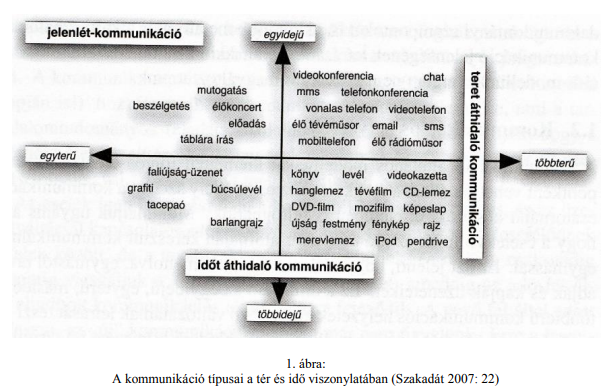 jelenlét-kommunikáció
egyidejű
mutogatás
beszélgetés élőkoncert
előadás
táblára írás
videokonferencia chat
mms telefonkonferencia
vonalas telefon videotelefon
élő tévéműsor email sms
mobiltelefon élő rádióműsor
teret áthidaló kommunikáció
egyterű
többterű
faliújság-üzenet
grafiti búcsúlevél
tacepaó
barlangrajz
könyv levél videkazetta
hanglemez tévéfilm CD-lemez
DVD-film mozifilm képeslap
újság festmény fénykép rajz
merevlemez iPod pendrive
időt áthidaló kommunikáció
többidejű
1. ábra:
A kommunikáció típusai a tér és idő viszonylatában (Szakadát 2007: 22)